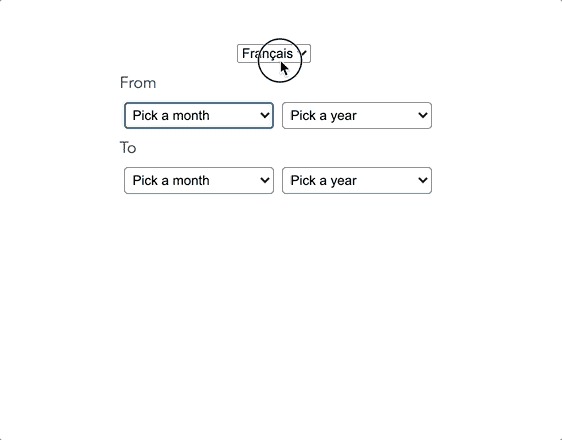 Français
From
Pick a month Pick a year
To
Pick a month Pick a year